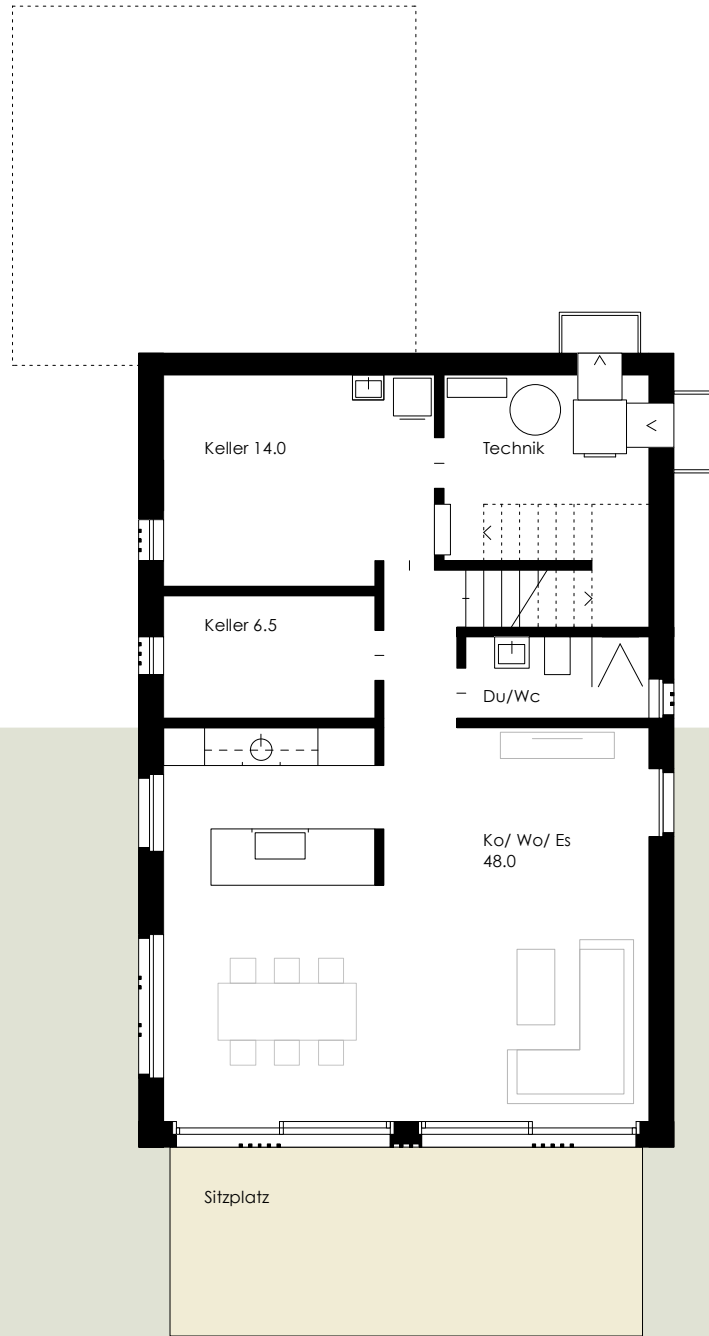 Keller 14.0
Technik
Keller 6.5
Du/Wc
Ko/ Wo/ Es
48.0
Sitzplatz